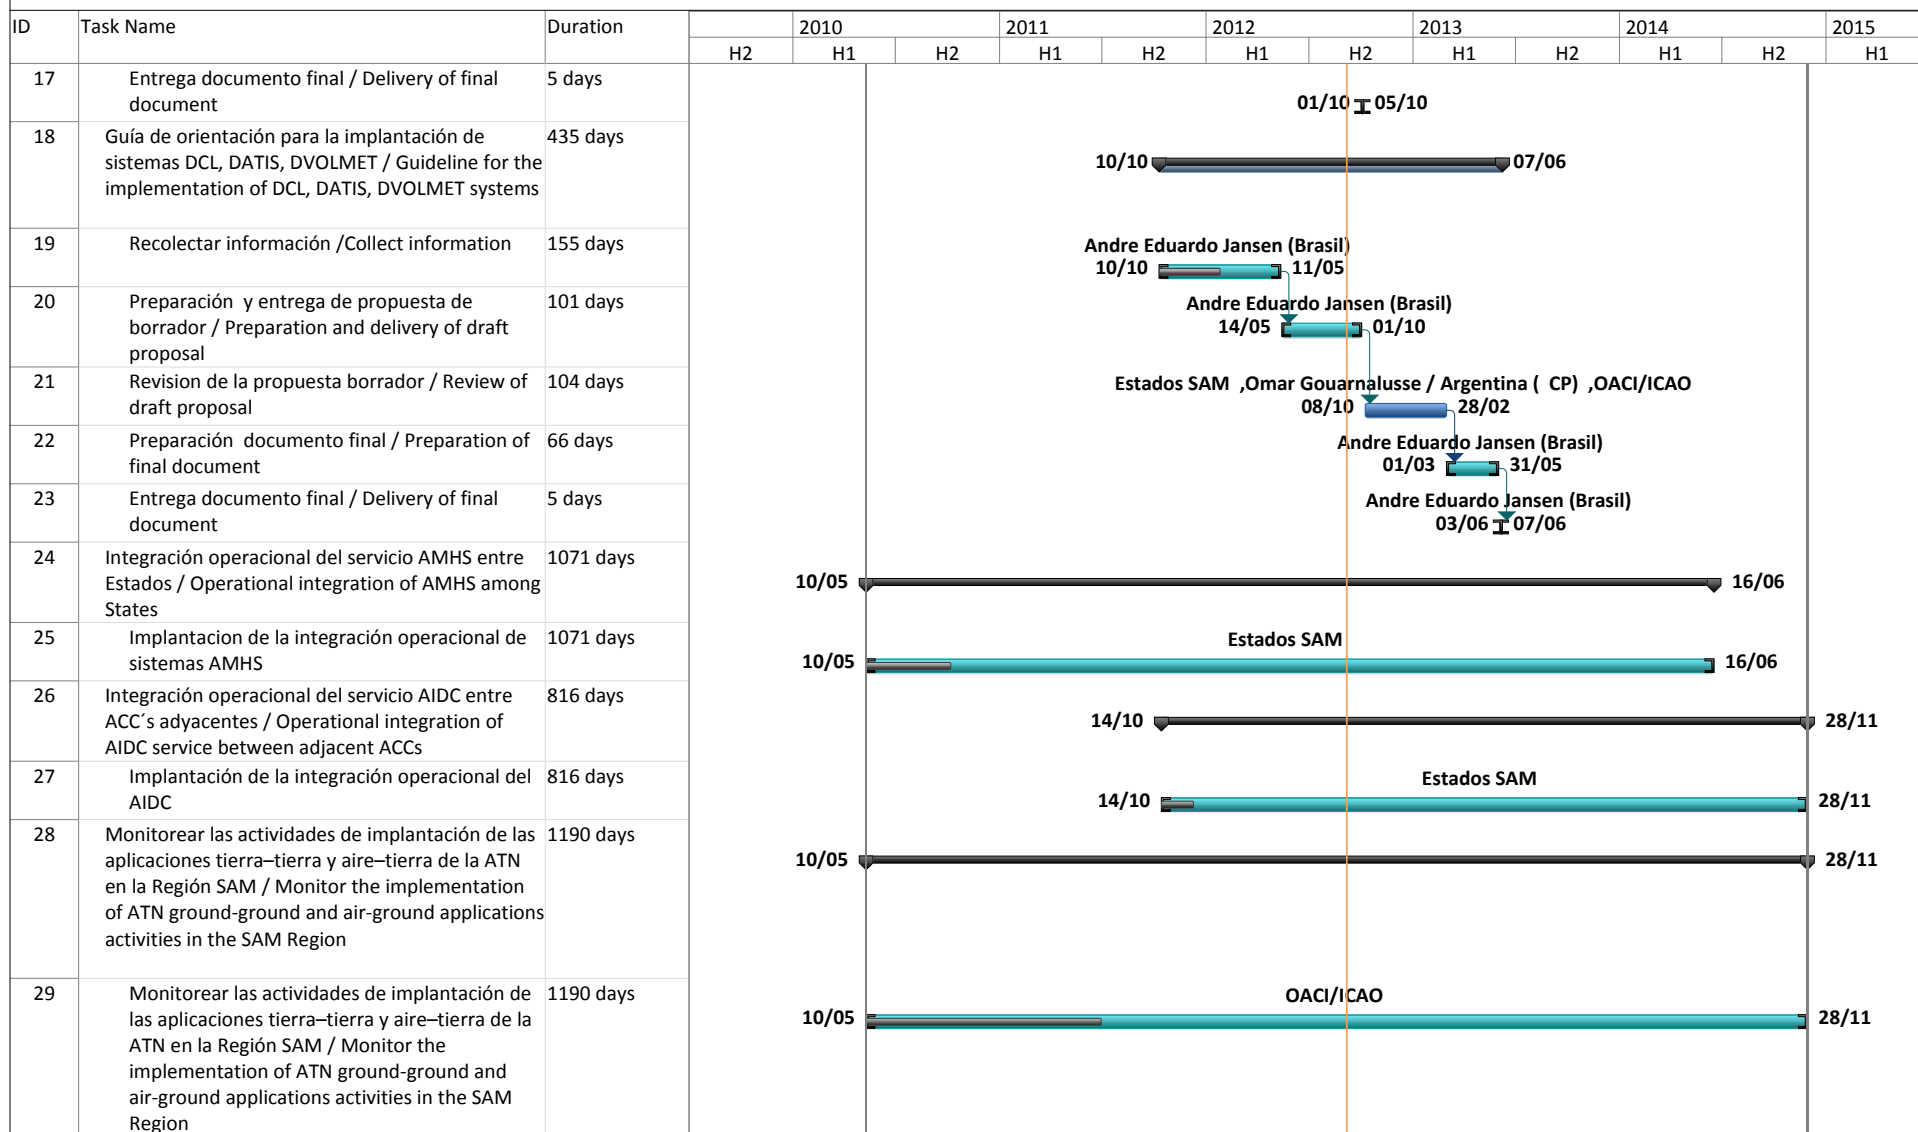 ID Task Name Duration 2010 2011 2012 2013 2014 2015
H2 H1 H2 H1 H2 H1 H2 H1 H2 H1 H2 H1
17 Entrega documento final / Delivery of final 5 days
document
01/10 05/10
18 Guía de orientación para la implantación de 435 days
sistemas DCL, DATIS, DVOLMET / Guideline for the
implementation of DCL, DATIS, DVOLMET systems
10/10 07/06
19 Recolectar información /Collect information 155 days
Andre Eduardo Jansen (Brasil)
10/10 11/05
20 Preparación y entrega de propuesta de 101 days
borrador / Preparation and delivery of draft
proposal
Andre Eduardo Jansen (Brasil)
14/05 01/10
21 Revision de la propuesta borrador / Review of 104 days
draft proposal
Estados SAM ,Omar Gouarnalusse / Argentina ( CP) ,OACI/ICAO
08/10 28/02
22 Preparación documento final / Preparation of 66 days
final document
Andre Eduardo Jansen (Brasil)
01/03 31/05
23 Entrega documento final / Delivery of final 5 days
document
Andre Eduardo Jansen (Brasil)
03/06 07/06
24 Integración operacional del servicio AMHS entre 1071 days
Estados / Operational integration of AMHS among
States
10/05 16/06
25 Implantacion de la integración operacional de 1071 days
sistemas AMHS
Estados SAM
10/05 16/06
26 Integración operacional del servicio AIDC entre 816 days
ACC´s adyacentes / Operational integration of
AIDC service between adjacent ACCs
14/10 28/11
27 Implantación de la integración operacional del 816 days
AIDC
Estados SAM
14/10 28/11
28 Monitorear las actividades de implantación de las 1190 days
aplicaciones tierra–tierra y aire–tierra de la ATN
en la Región SAM / Monitor the implementation
of ATN ground-ground and air-ground applications
activities in the SAM Region
10/05 28/11
29 Monitorear las actividades de implantación de 1190 days
las aplicaciones tierra–tierra y aire–tierra de la
ATN en la Región SAM / Monitor the
implementation of ATN ground-ground and
air-ground applications activities in the SAM
Region
OACI/ICAO
10/05 28/11